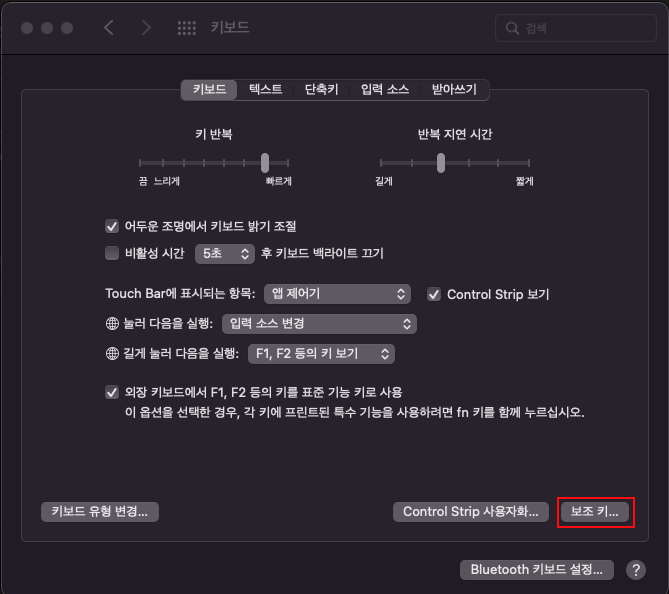 키보드
검색
키보드 텍스트 단축키 입력 소스 받아쓰기
키 반복 반복 지연 시간
끔 느리게 빠르게 길게 짧게
어두운 조명에서 키보드 밝기 조절
비활성 시간 5초 후 키보드 백라이트 끄기
Touch Bar에 표시되는 항목: 앱 제어기 Control Strip 보기
눌러 다음을 실행: 입력 소스 변경
길게 눌러 다음을 실행: F1, F2 등의 키 보기
외장 키보드에서 F1, F2 등의 키를 표준 기능 키로 사용
이 옵션을 선택한 경우, 각 키에 프린트된 특수 기능을 사용하려면 fn 키를 함께 누르십시오.
키보드 유형 변경... Control Strip 사용자화... 보조 키...
Bluetooth 키보드 설정... ?